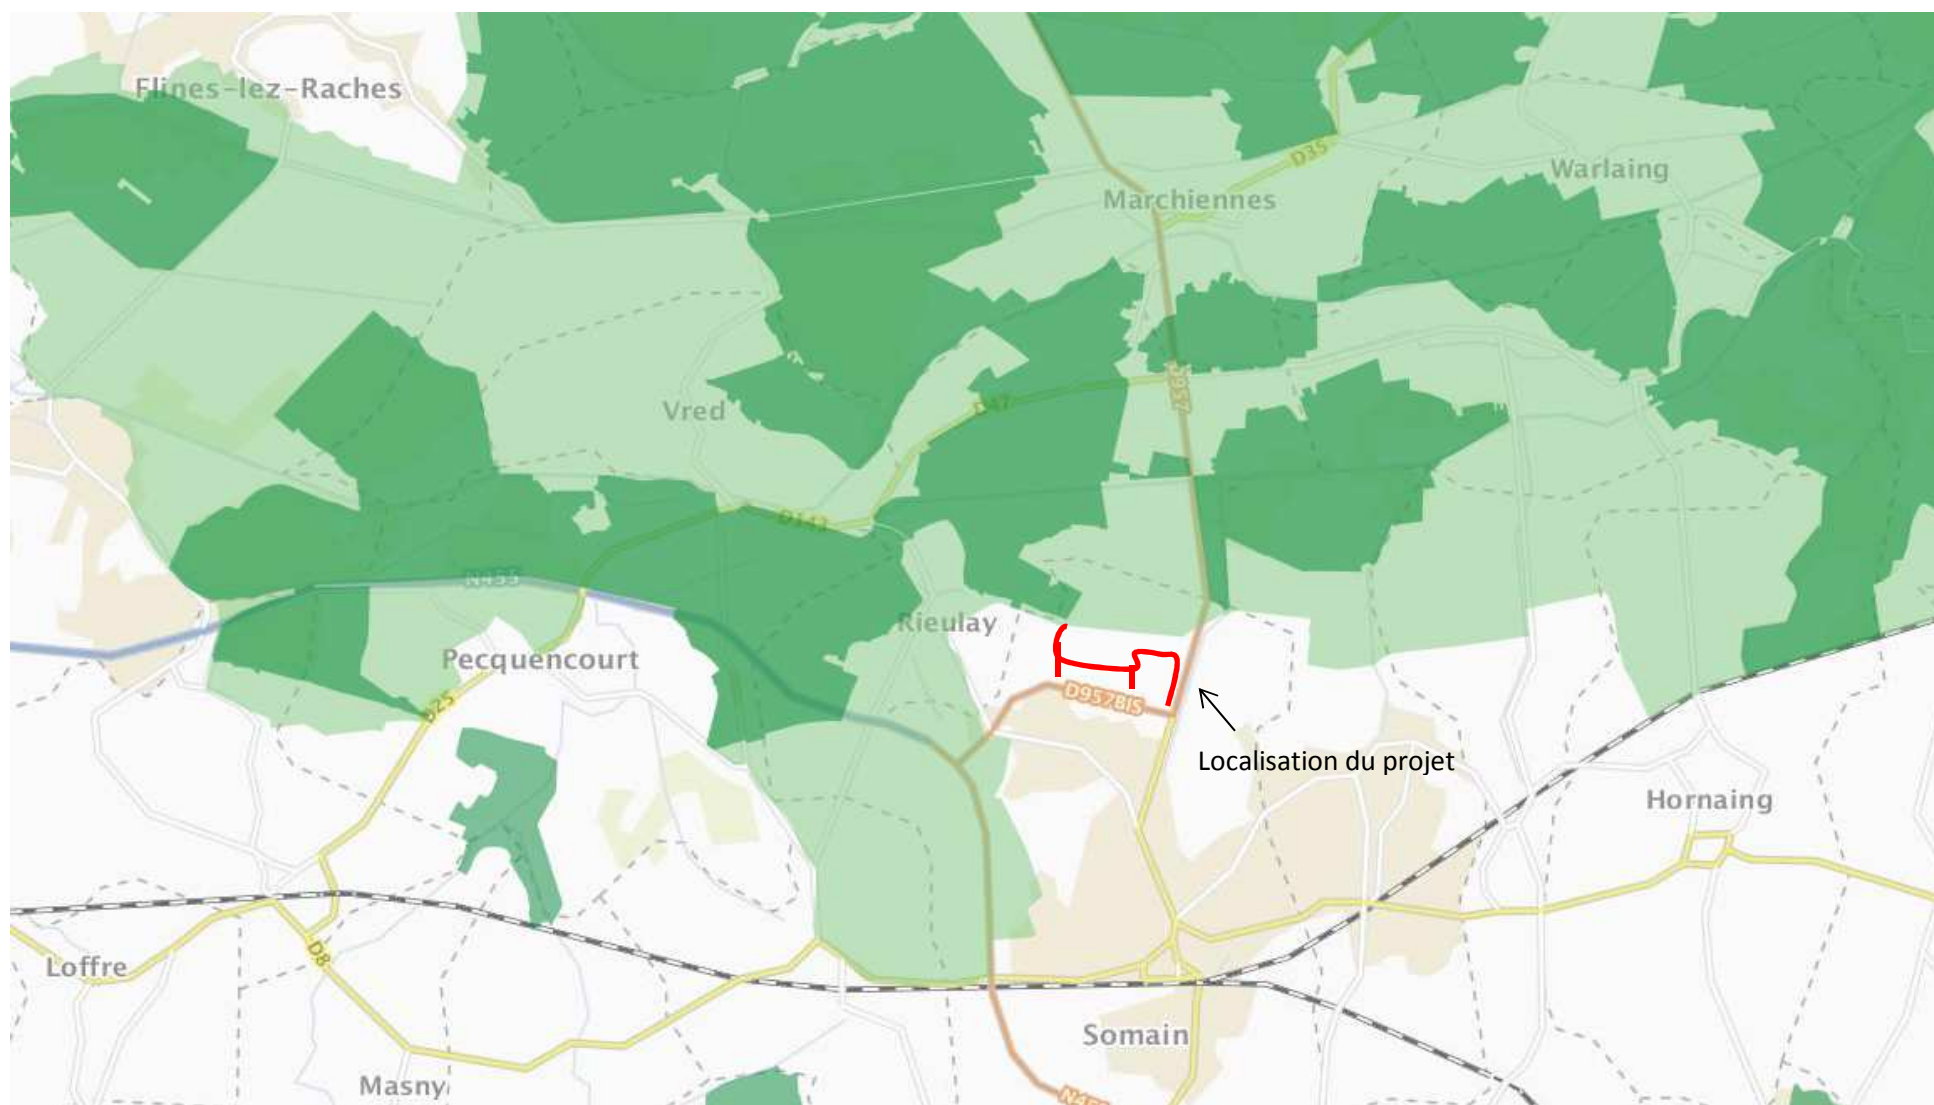 Flines-lez-Raches
D35
Warlaing
Marchiennes
D957
D47
Vred
D143
N455
Rieulay
Pecquencourt
D957BIS
D25
Localisation du projet
Hornaing
D8
Loffre
Somain
Masny